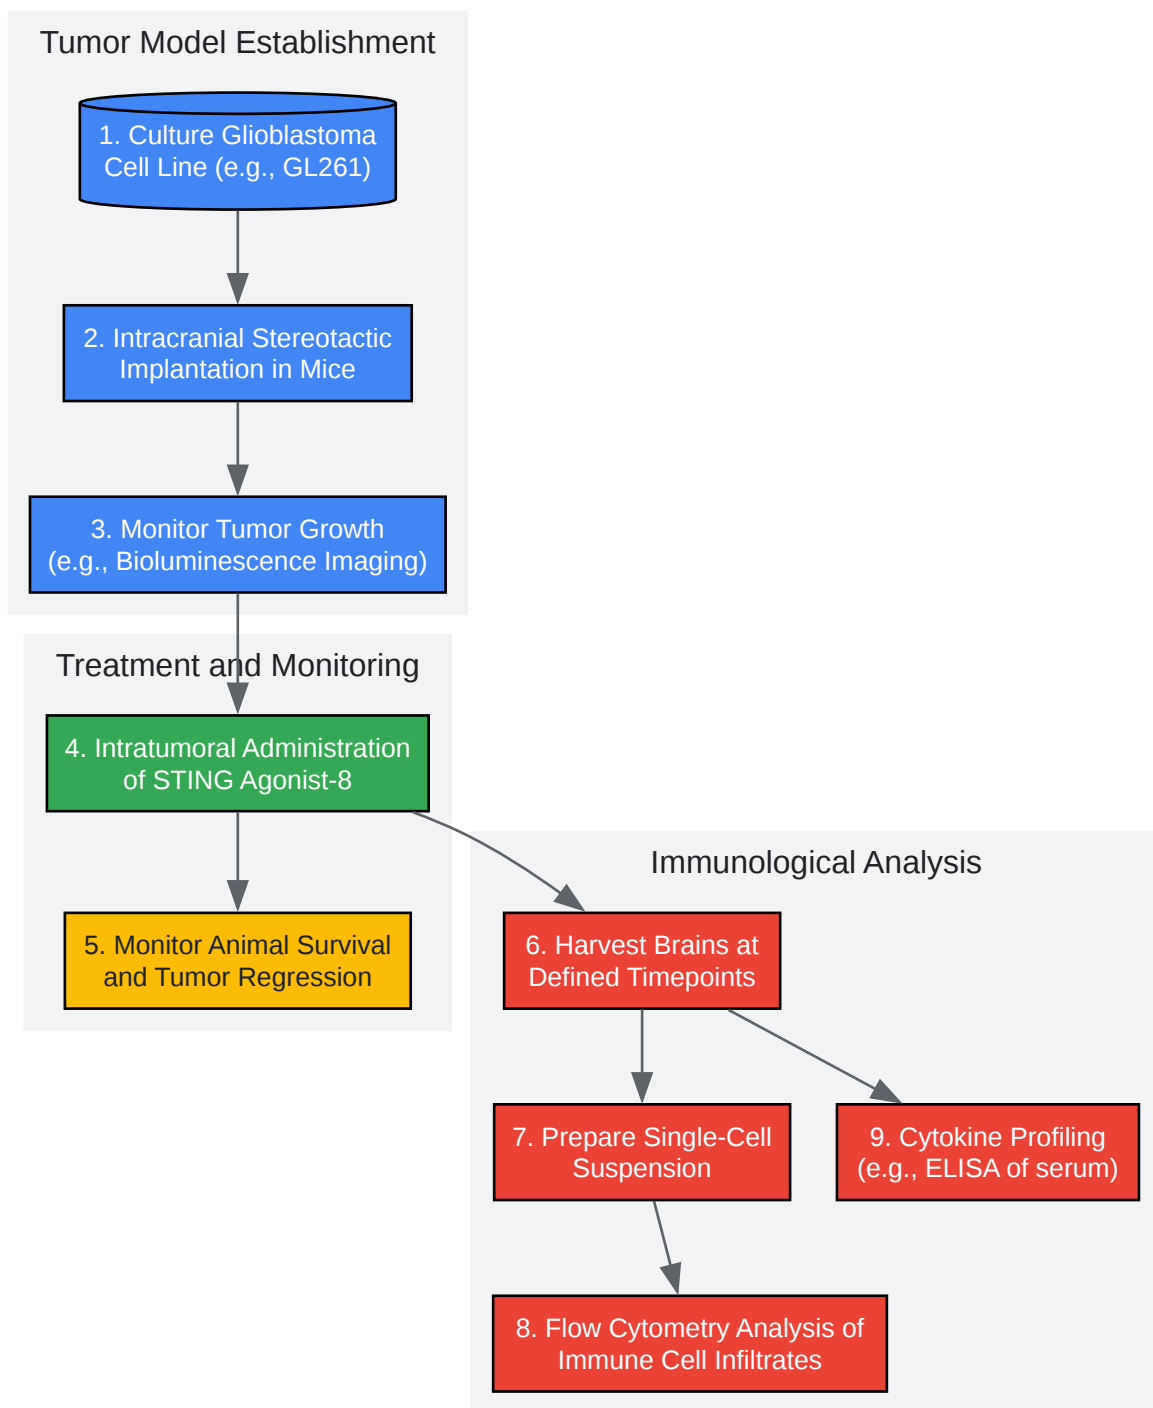 Tumor Model Establishment
1. Culture Glioblastoma
Cell Line (e.g., GL261)
2. Intracranial Stereotactic
Implantation in Mice
3. Monitor Tumor Growth
(e.g., Bioluminescence Imaging)
Treatment and Monitoring
4. Intratumoral Administration
of STING Agonist-8
5. Monitor Animal Survival
and Tumor Regression
Immunological Analysis
6. Harvest Brains at
Defined Timepoints
7. Prepare Single-Cell
Suspension
9. Cytokine Profiling
(e.g., ELISA of serum)
8. Flow Cytometry Analysis of
Immune Cell Infiltrates